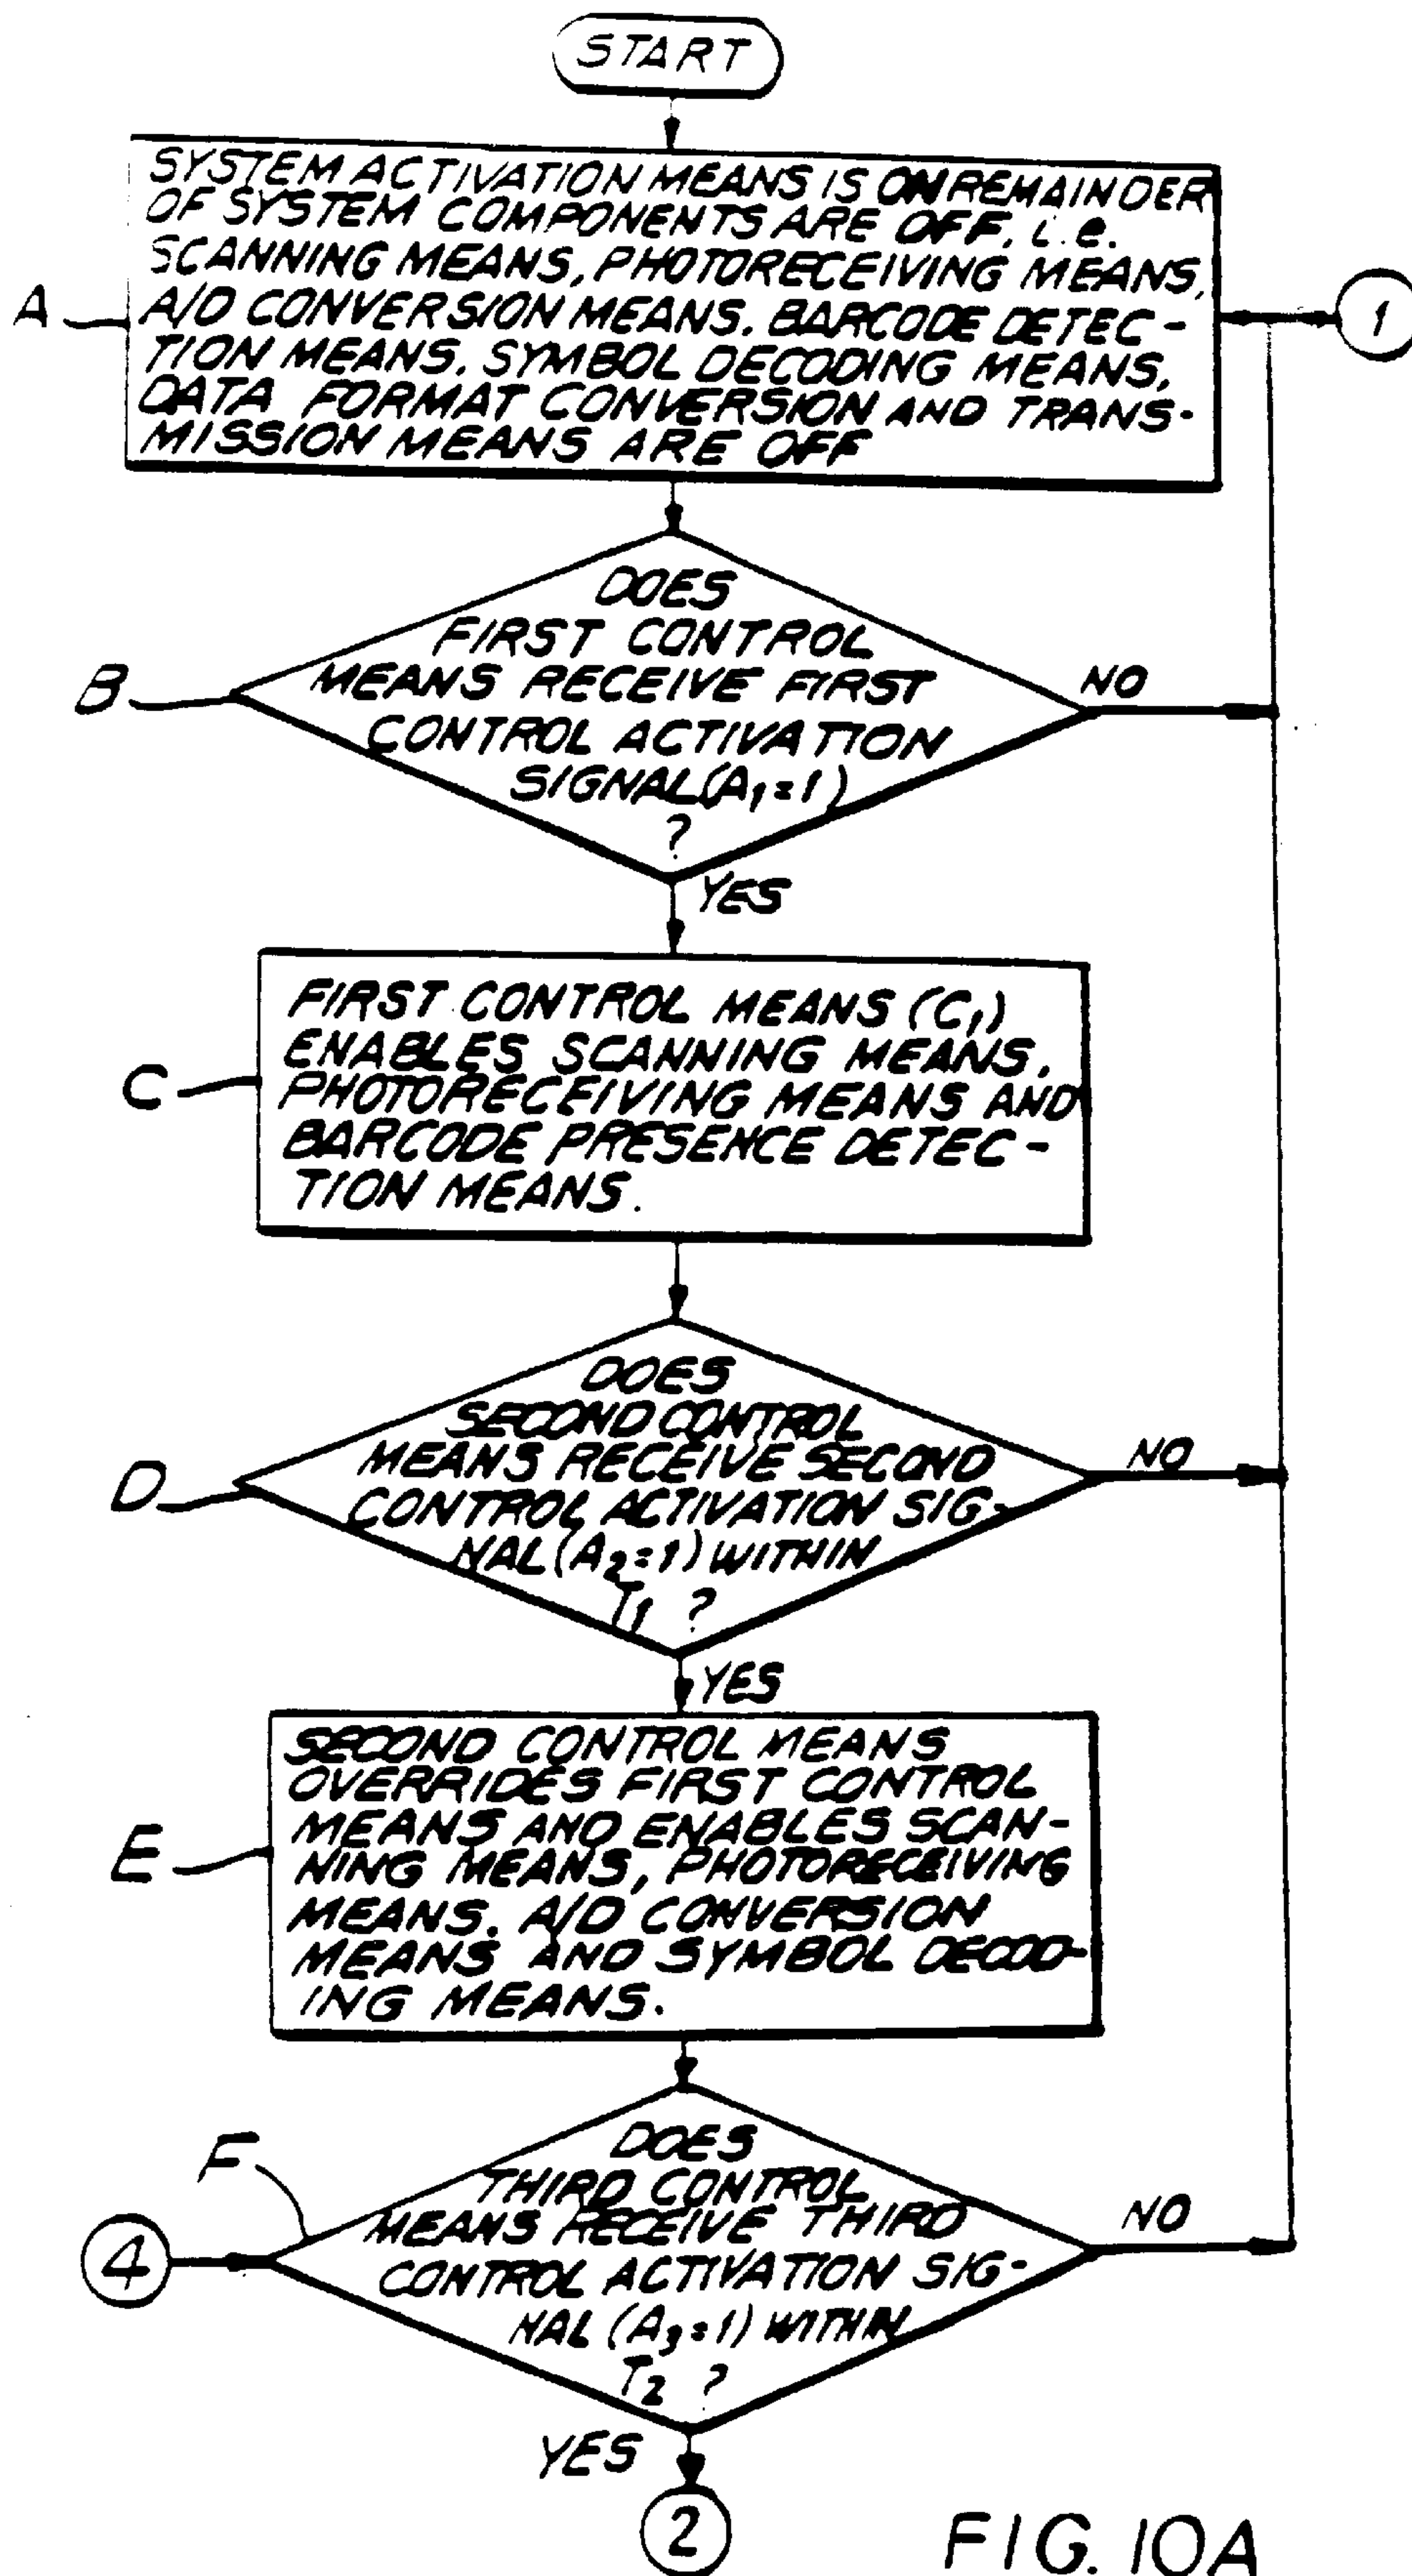 START
SYSTEM ACTIVATION MEANS IS ON REMAINDER
OF SYSTEM COMPONENTS ARE OFF, i.e.
SCANNING MEANS, PHOTORECEIVING MEANS,
A/D CONVERSION MEANS. BARCODE DETEC-
TION MEANS. SYMBOL DECODING MEANS,
DATA FORMAT CONVERSION AND TRANS-
MISSION MEANS ARE OFF
A
1
DOES
FIRST CONTROL
MEANS RECEIVE FIRST
CONTROL ACTIVATION
SIGNAL (A₁=1)
?
B
NO
YES
FIRST CONTROL MEANS (C₁)
ENABLES SCANNING MEANS.
PHOTORECEIVING MEANS AND
BARCODE PRESENCE DETEC-
TION MEANS.
C
DOES
SECOND CONTROL
MEANS RECEIVE SECOND
CONTROL ACTIVATION SIG-
NAL (A₂=1) WITHIN
T₁ ?
D
NO
YES
SECOND CONTROL MEANS
OVERRIDES FIRST CONTROL
MEANS AND ENABLES SCAN-
NING MEANS, PHOTORECEIVING
MEANS. A/D CONVERSION
MEANS AND SYMBOL DECOD-
ING MEANS.
E
DOES
THIRD CONTROL
MEANS RECEIVE THIRD
CONTROL ACTIVATION SIG-
NAL (A₃=1) WITHIN
T₂ ?
F
4
NO
YES
2
FIG. 10A